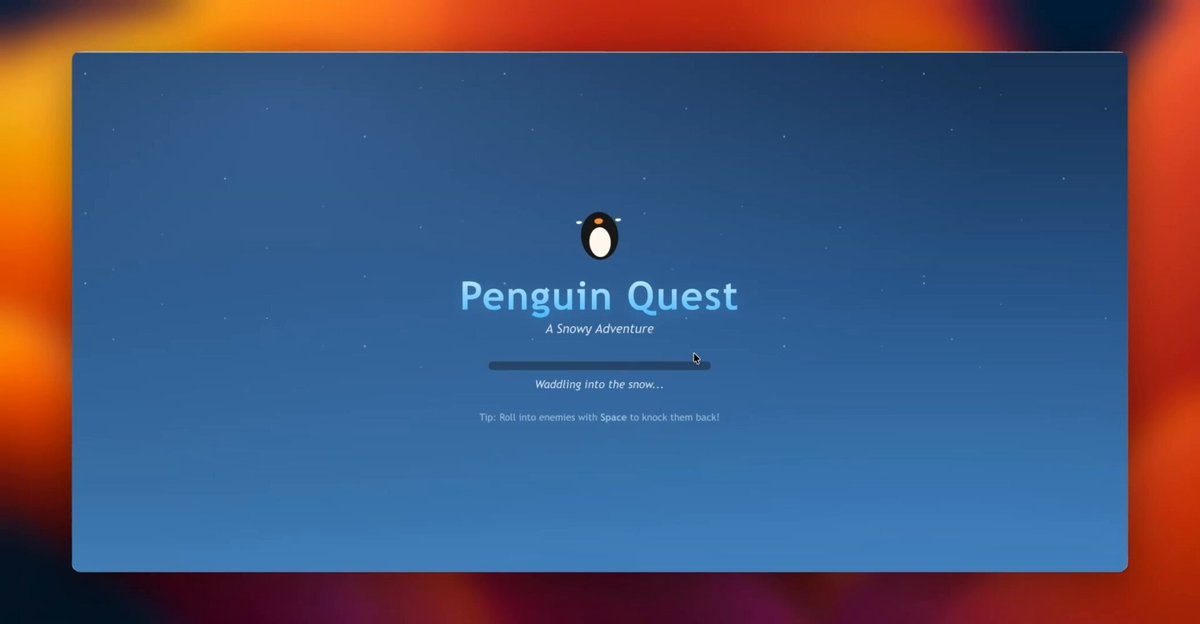 Penguin Quest
A Snowy Adventure
Waddling into the snow...
Tip: Roll into enemies with Space to knock them back!